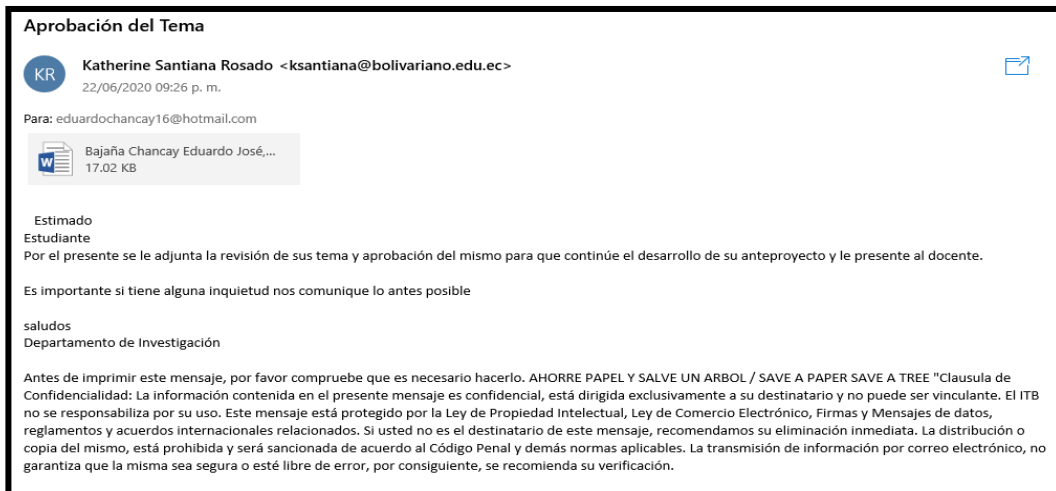 Aprobación del Tema
KR
Katherine Santiana Rosado <ksantiana@bolivariano.edu.ec>
22/06/2020 09:26 p. m.
Para: eduardochancay16@hotmail.com
W
Bajaña Chancay Eduardo José,...
17.02 KB
Estimado
Estudiante
Por el presente se le adjunta la revisión de sus tema y aprobación del mismo para que continúe el desarrollo de su anteproyecto y le presente al docente.
Es importante si tiene alguna inquietud nos comunique lo antes posible
saludos
Departamento de Investigación
Antes de imprimir este mensaje, por favor compruebe que es necesario hacerlo. AHORRE PAPEL Y SALVE UN ARBOL / SAVE A PAPER SAVE A TREE "Clausula de
Confidencialidad: La información contenida en el presente mensaje es confidencial, está dirigida exclusivamente a su destinatario y no puede ser vinculante. El ITB
no se responsabiliza por su uso. Este mensaje está protegido por la Ley de Propiedad Intelectual, Ley de Comercio Electrónico, Firmas y Mensajes de datos,
reglamentos y acuerdos internacionales relacionados. Si usted no es el destinatario de este mensaje, recomendamos su eliminación inmediata. La distribución o
copia del mismo, está prohibida y será sancionada de acuerdo al Código Penal y demás normas aplicables. La transmisión de información por correo electrónico, no
garantiza que la misma sea segura o esté libre de error, por consiguiente, se recomienda su verificación.